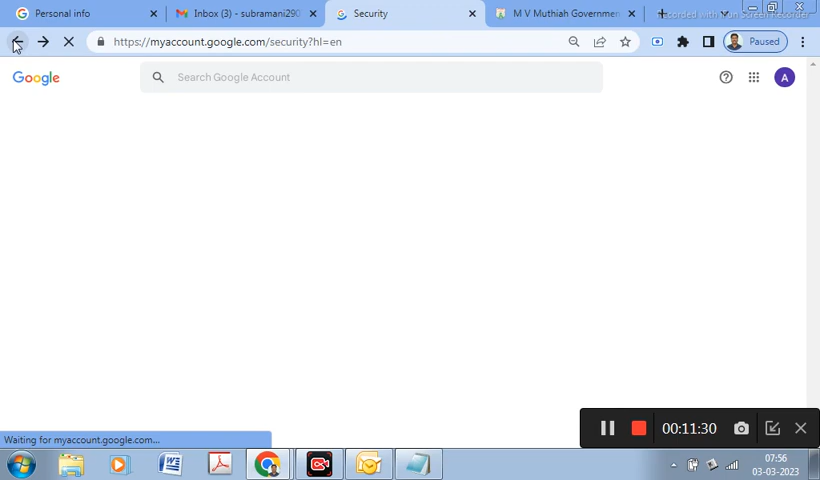 Personal info
Inbox (3) - subramani290
Security
M V Muthiah Governmen
recorded with iTun Screen Recorder
https://myaccount.google.com/security?hl=en
Paused
Google
Search Google Account
A
Waiting for myaccount.google.com...
00:11:30
07:56
03-03-2023